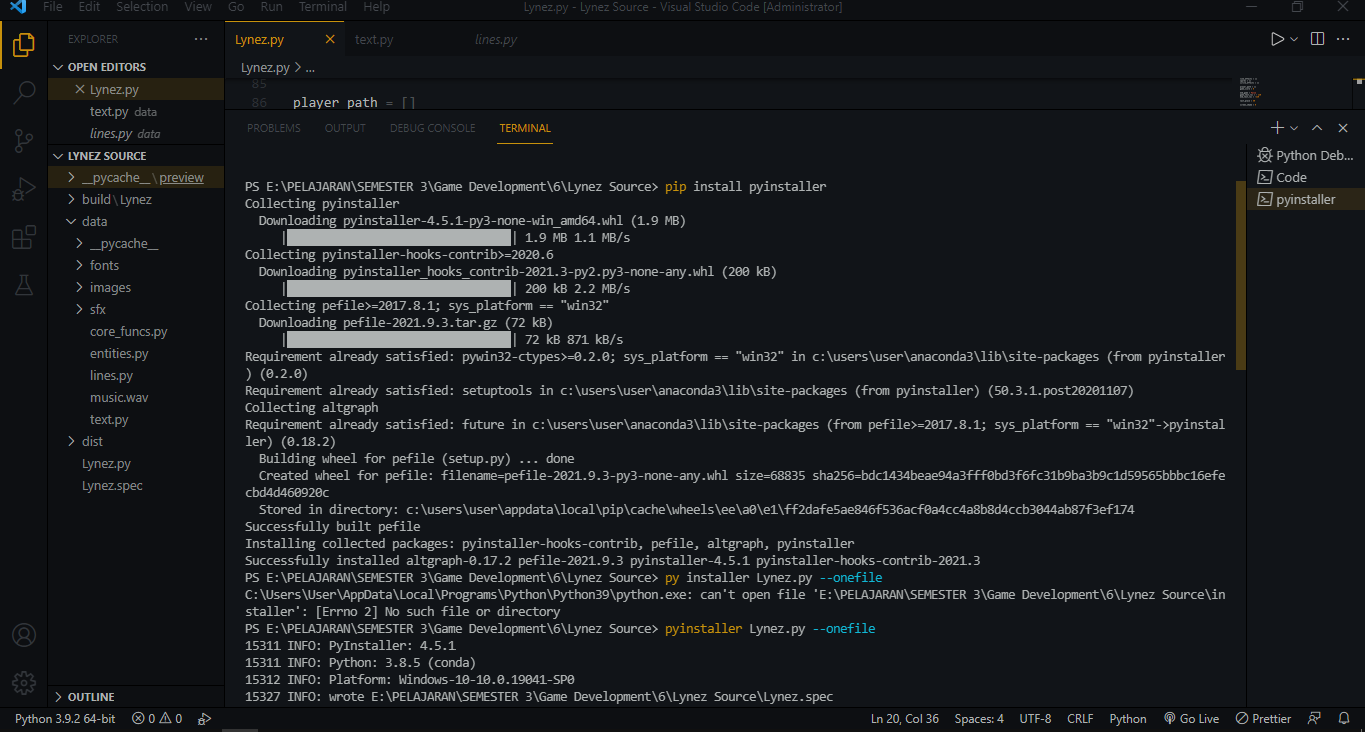 File Edit Selection View Go Run Terminal Help Lynez.py - Lynez Source - Visual Studio Code [Administrator]
EXPLORER
OPEN EDITORS
Lynez.py
text.py data
lines.py data
LYNEZ SOURCE
__pycache__ \ preview
build \ Lynez
data
__pycache__
fonts
images
sfx
core_funcs.py
entities.py
lines.py
music.wav
text.py
dist
Lynez.py
Lynez.spec
OUTLINE
Lynez.py text.py lines.py
Lynez.py > ...
85
86 player_path = []
PROBLEMS OUTPUT DEBUG CONSOLE TERMINAL
Python Deb...
Code
pyinstaller
PS E:\PELAJARAN\SEMESTER 3\Game Development\6\Lynez Source> pip install pyinstaller
Collecting pyinstaller
Downloading pyinstaller-4.5.1-py3-none-win_amd64.whl (1.9 MB)
| | 1.9 MB 1.1 MB/s
Collecting pyinstaller-hooks-contrib>=2020.6
Downloading pyinstaller_hooks_contrib-2021.3-py2.py3-none-any.whl (200 kB)
| | 200 kB 2.2 MB/s
Collecting pefile>=2017.8.1; sys_platform == "win32"
Downloading pefile-2021.9.3.tar.gz (72 kB)
| | 72 kB 871 kB/s
Requirement already satisfied: pywin32-ctypes>=0.2.0; sys_platform == "win32" in c:\users\user\anaconda3\lib\site-packages (from pyinstaller
) (0.2.0)
Requirement already satisfied: setuptools in c:\users\user\anaconda3\lib\site-packages (from pyinstaller) (50.3.1.post20201107)
Collecting altgraph
Requirement already satisfied: future in c:\users\user\anaconda3\lib\site-packages (from pefile>=2017.8.1; sys_platform == "win32"->pyinstal
ler) (0.18.2)
Building wheel for pefile (setup.py) ... done
Created wheel for pefile: filename=pefile-2021.9.3-py3-none-any.whl size=68835 sha256=bdc1434beae94a3fff0bd3f6fc31b9ba3b9c1d59565bbbc16efe
cbd4d460920c
Stored in directory: c:\users\user\appdata\local\pip\cache\wheels\ee\a0\e1\ff2dafe5ae846f536acf0a4cc4a8b8d4ccb3044ab87f3ef174
Successfully built pefile
Installing collected packages: pyinstaller-hooks-contrib, pefile, altgraph, pyinstaller
Successfully installed altgraph-0.17.2 pefile-2021.9.3 pyinstaller-4.5.1 pyinstaller-hooks-contrib-2021.3
PS E:\PELAJARAN\SEMESTER 3\Game Development\6\Lynez Source> py installer Lynez.py --onefile
C:\Users\User\AppData\Local\Programs\Python\Python39\python.exe: can't open file 'E:\PELAJARAN\SEMESTER 3\Game Development\6\Lynez Source\in
staller': [Errno 2] No such file or directory
PS E:\PELAJARAN\SEMESTER 3\Game Development\6\Lynez Source> pyinstaller Lynez.py --onefile
15311 INFO: PyInstaller: 4.5.1
15311 INFO: Python: 3.8.5 (conda)
15312 INFO: Platform: Windows-10-10.0.19041-SP0
15327 INFO: wrote E:\PELAJARAN\SEMESTER 3\Game Development\6\Lynez Source\Lynez.spec
Python 3.9.2 64-bit 0 0 Ln 20, Col 36 Spaces: 4 UTF-8 CRLF Python Go Live Prettier